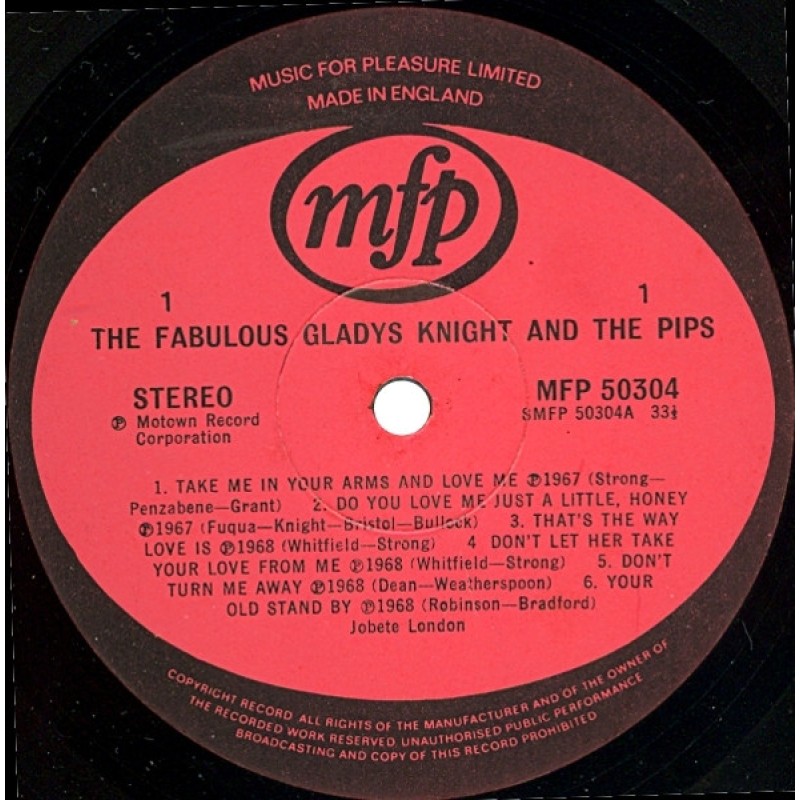 MUSIC FOR PLEASURE LIMITED
MADE IN ENGLAND
mfp
1 1
THE FABULOUS GLADYS KNIGHT AND THE PIPS
STEREO MFP 50304
℗ Motown Record SMFP 50304A 33⅓
Corporation
1. TAKE ME IN YOUR ARMS AND LOVE ME ℗1967 (Strong—
Penzabene—Grant) 2. DO YOU LOVE ME JUST A LITTLE, HONEY
℗1967 (Fuqua—Knight—Bristol—Bullock) 3. THAT'S THE WAY
LOVE IS ℗1968 (Whitfield—Strong) 4 DON'T LET HER TAKE
YOUR LOVE FROM ME ℗1968 (Whitfield—Strong) 5. DON'T
TURN ME AWAY ℗1968 (Dean—Weatherspoon) 6. YOUR
OLD STAND BY ℗1968 (Robinson—Bradford)
Jobete London
COPYRIGHT RECORD ALL RIGHTS OF THE MANUFACTURER AND OF THE OWNER OF
THE RECORDED WORK RESERVED. UNAUTHORISED PUBLIC PERFORMANCE
BROADCASTING AND COPY OF THIS RECORD PROHIBITED